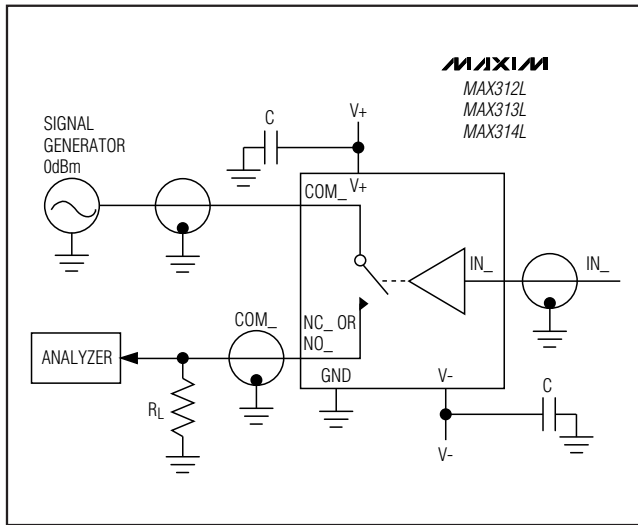 MAXIM
MAX312L
MAX313L
MAX314L
V+
C
SIGNAL
GENERATOR
0dBm
COM_
V+
IN_
IN_
COM_
NC_ OR
NO_
ANALYZER
GND
V-
C
RL
V-